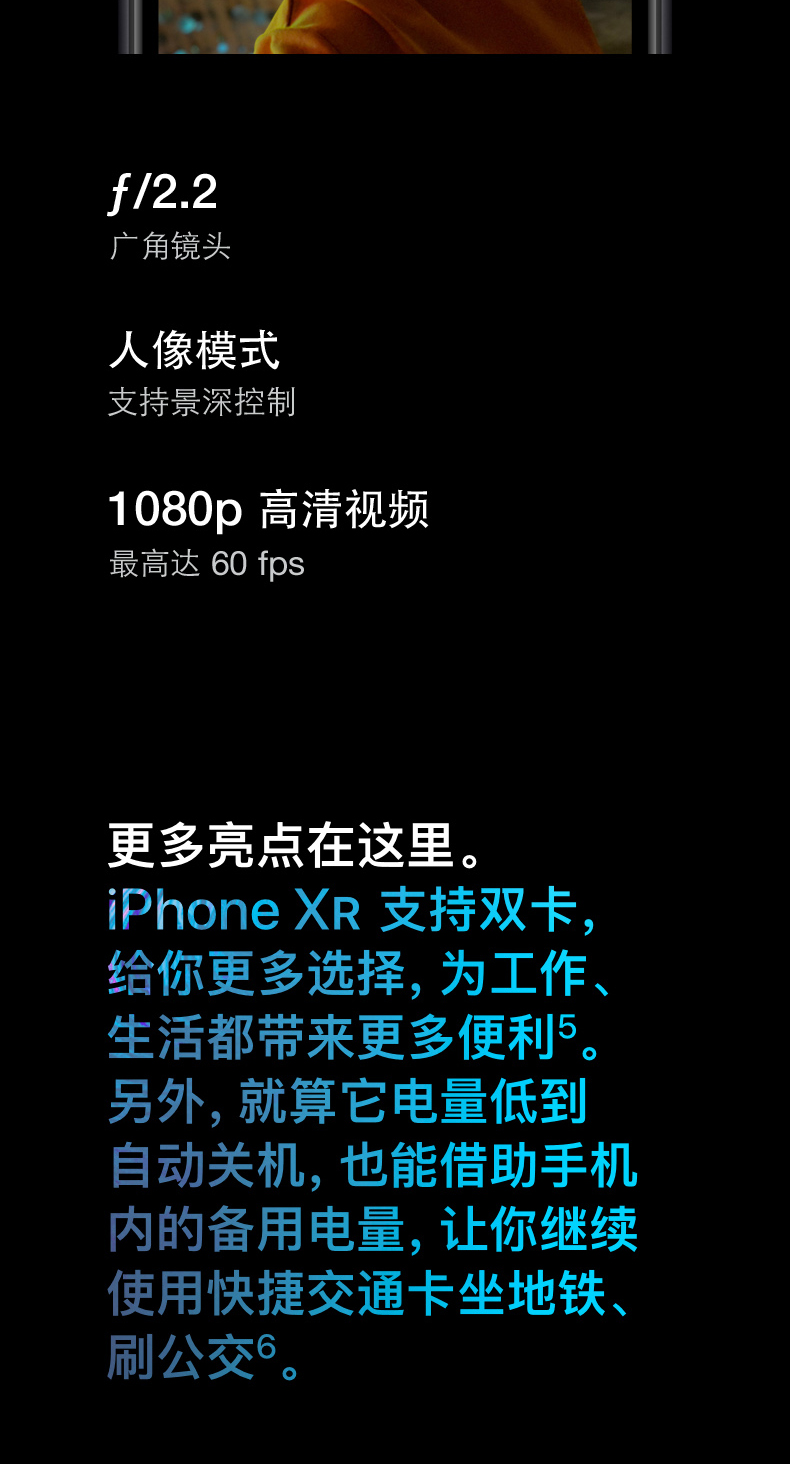 ƒ/2.2
广角镜头
人像模式
支持景深控制
1080p 高清视频
最高达 60 fps
更多亮点在这里。
iPhone XR 支持双卡，
给你更多选择，为工作、
生活都带来更多便利⁵。
另外，就算它电量低到
自动关机，也能借助手机
内的备用电量，让你继续
使用快捷交通卡坐地铁、
刷公交⁶。